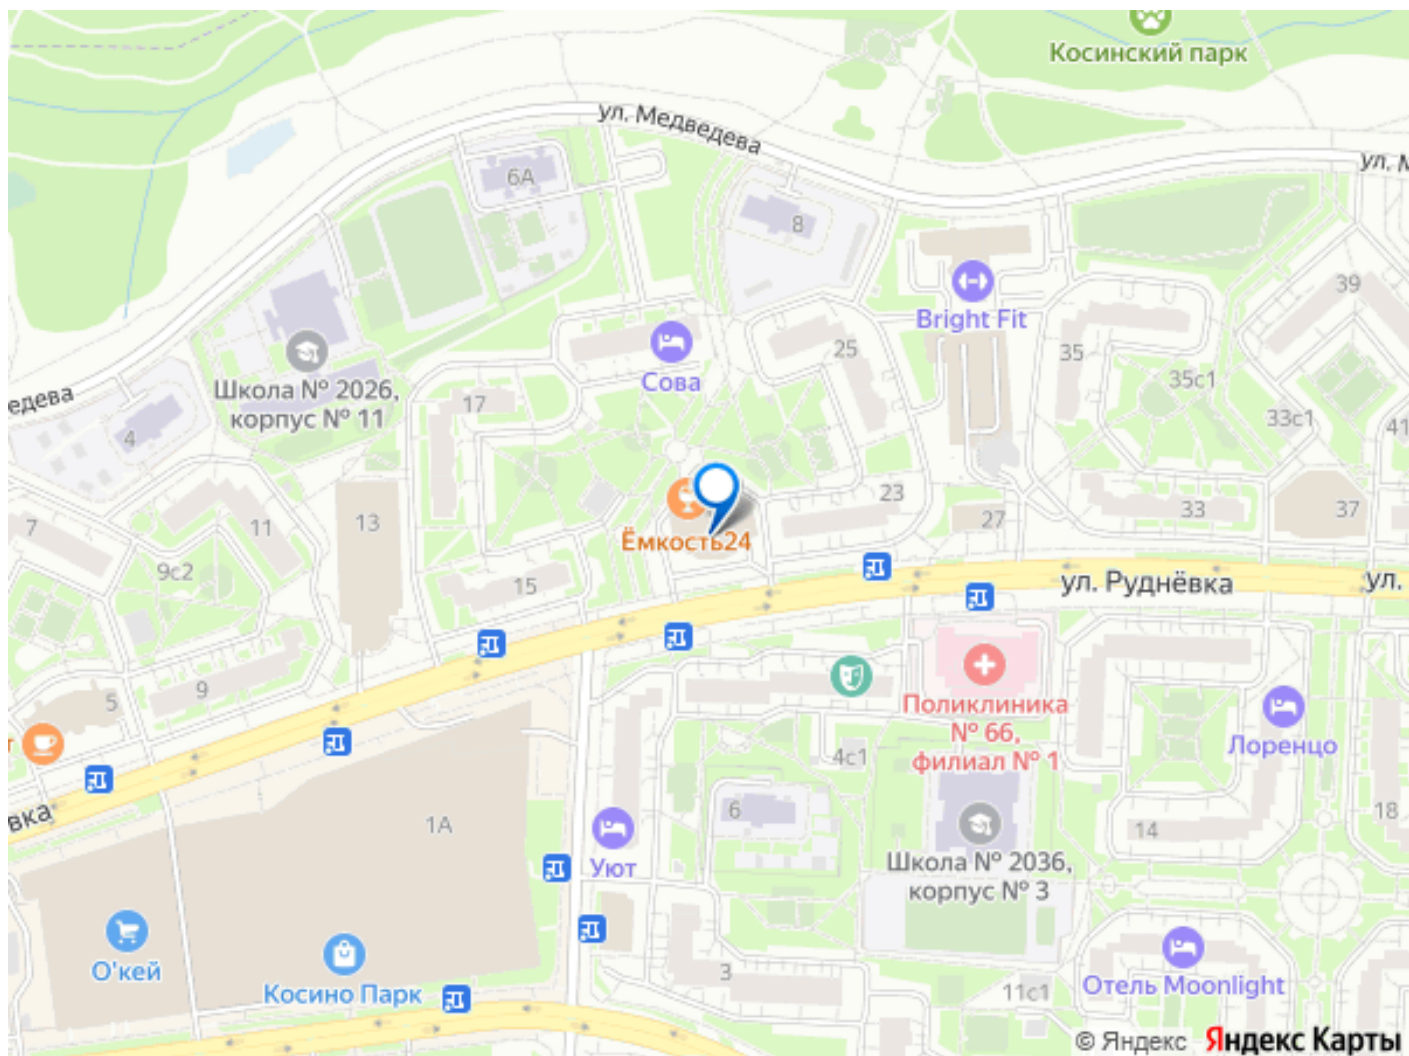 Косинский парк
ул. Медведева
ул. М
6А
8
39
Bright Fit
25
35
Сова
35с1
Школа № 2026,
корпус № 11
едева
17
33с1
41
4
7
11
13
23
27
33
37
Ёмкость24
9с2
15
ул. Руднёвка
ул.
9
5
Поликлиника
№ 66,
филиал № 1
т
Лоренцо
4с1
вка
1А
6
18
14
Уют
Школа № 2036,
корпус № 3
О'кей
Косино Парк
3
11с1
Отель Moonlight
© Яндекс Яндекс Карты